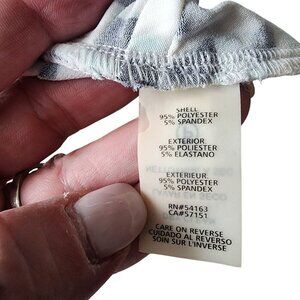 SHELL
95% POLYESTER
5% SPANDEX
EXTERIOR
95% POLIESTER
5% ELASTANO
EXTERIEUR
95% POLYESTER
5% SPANDEX
RN#54163
CA#57151
CARE ON REVERSE
CUIDADO AL REVERSO
SOIN SUR L'INVERSE